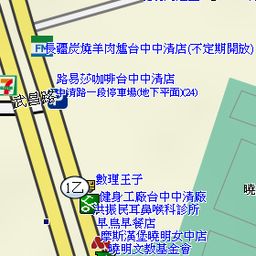 長疆炭燒羊肉爐台中中清店(不定期開放)
路易莎咖啡台中中清店
中清路一段停車場(地下平面)(24)
武昌路
1乙
數理王子
健身工廠台中中清廠
洪振民耳鼻喉科診所
早鳥早餐店
摩斯漢堡曉明女中店
曉明文教基金會
曉